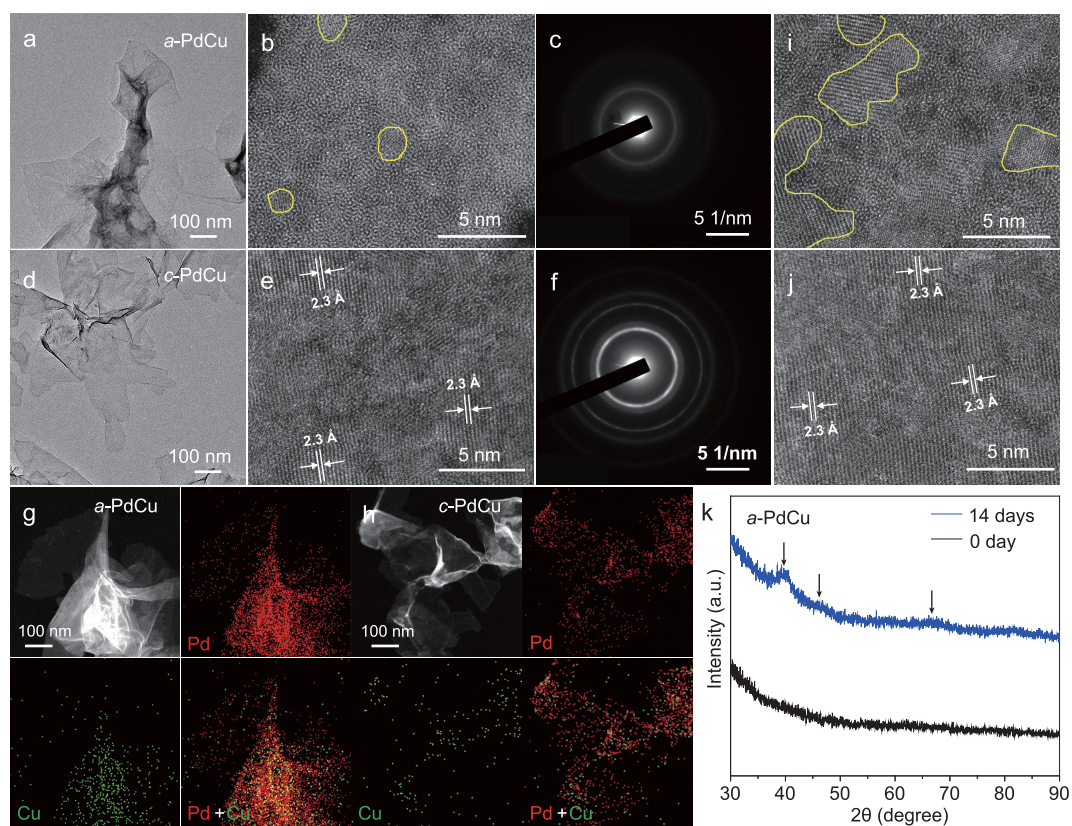 a
a-PdCu
100 nm
b
5 nm
c
5 1/nm
i
5 nm
d
c-PdCu
100 nm
e
2.3 Å
2.3 Å
2.3 Å
5 nm
f
5 1/nm
j
2.3 Å
2.3 Å
2.3 Å
5 nm
g
a-PdCu
100 nm
Pd
h
c-PdCu
100 nm
Pd
Cu
Pd + Cu
Cu
Pd + Cu
k
a-PdCu
14 days
0 day
Intensity (a.u.)
30 40 50 60 70 80 90
2θ (degree)